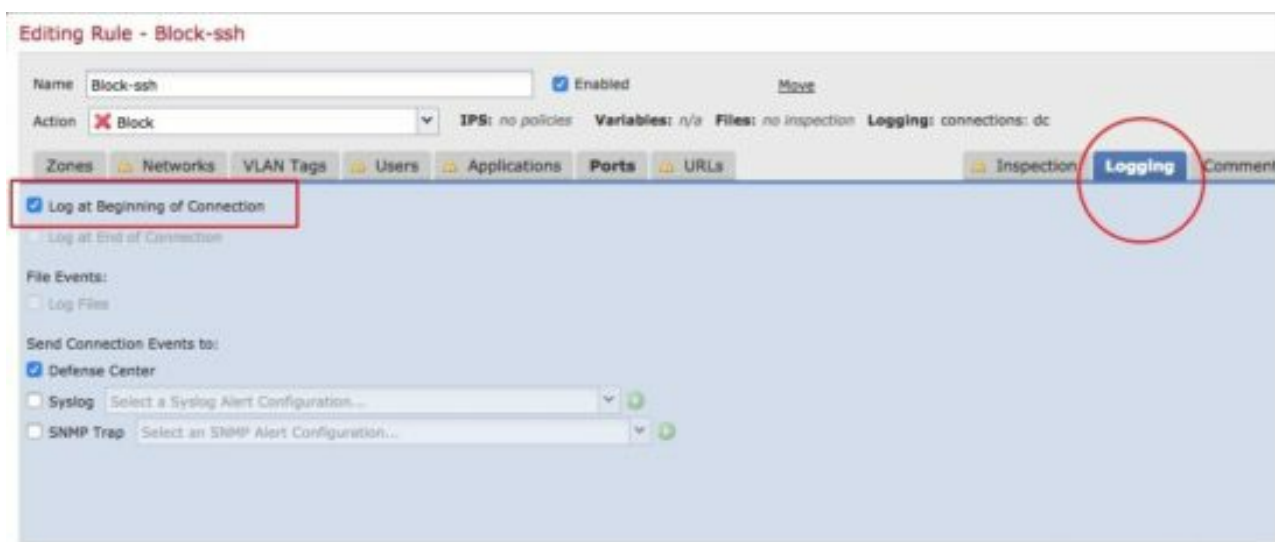 Editing Rule - Block-ssh
Name Block-ssh Enabled Move
Action Block IPS: no policies Variables: n/a Files: no inspection Logging: connections: dc
Zones Networks VLAN Tags Users Applications Ports URLs Inspection Logging Comment
Log at Beginning of Connection
Log at End of Connection
File Events:
Log Files
Send Connection Events to:
Defense Center
Syslog Select a Syslog Alert Configuration...
SNMP Trap Select an SNMP Alert Configuration...